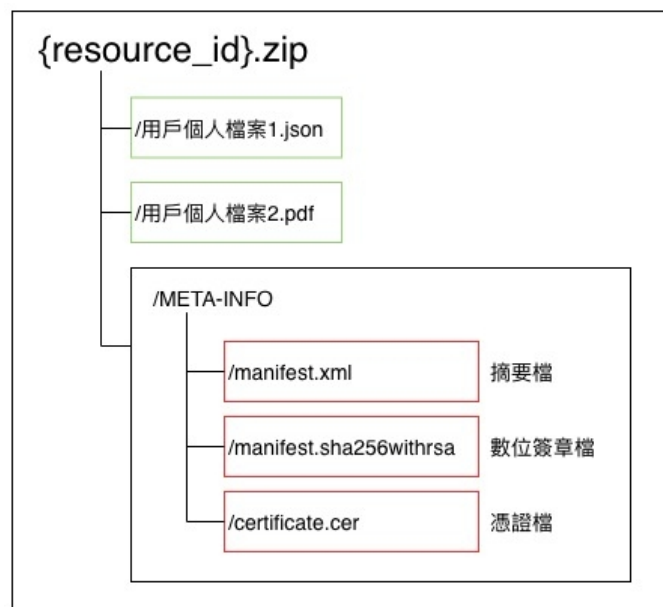 {resource_id}.zip
/用戶個人檔案1.json
/用戶個人檔案2.pdf
/META-INFO
/manifest.xml 摘要檔
/manifest.sha256withrsa 數位簽章檔
/certificate.cer 憑證檔